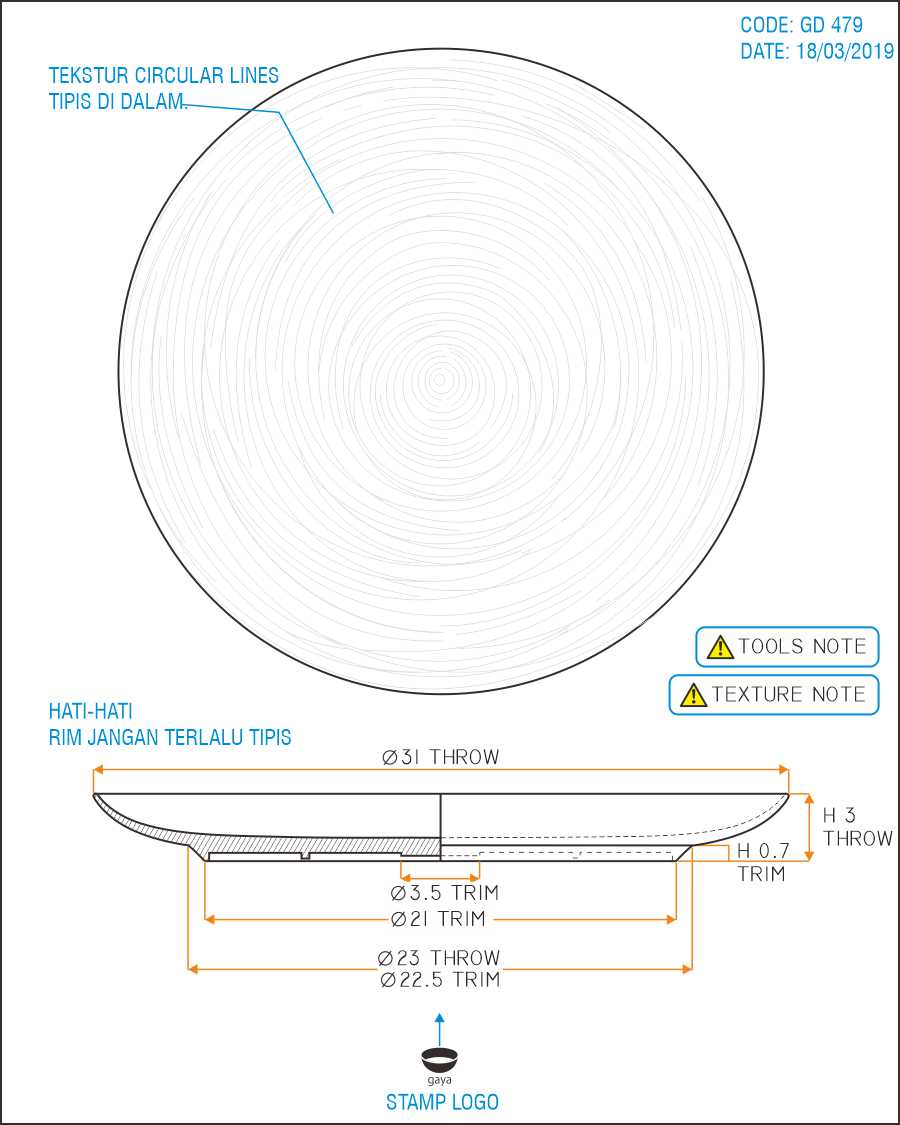 CODE: GD 479
DATE: 18/03/2019
TEKSTUR CIRCULAR LINES
TIPIS DI DALAM.
TOOLS NOTE
TEXTURE NOTE
HATI-HATI
RIM JANGAN TERLALU TIPIS
Ø31 THROW
H 3
THROW
H 0.7
TRIM
Ø3.5 TRIM
Ø21 TRIM
Ø23 THROW
Ø22.5 TRIM
gaya
STAMP LOGO